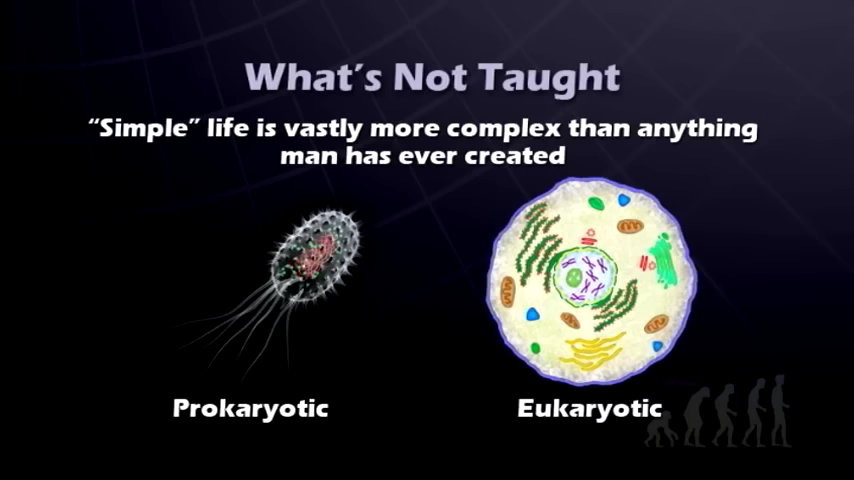 What's Not Taught
“Simple” life is vastly more complex than anything
man has ever created
Prokaryotic
Eukaryotic